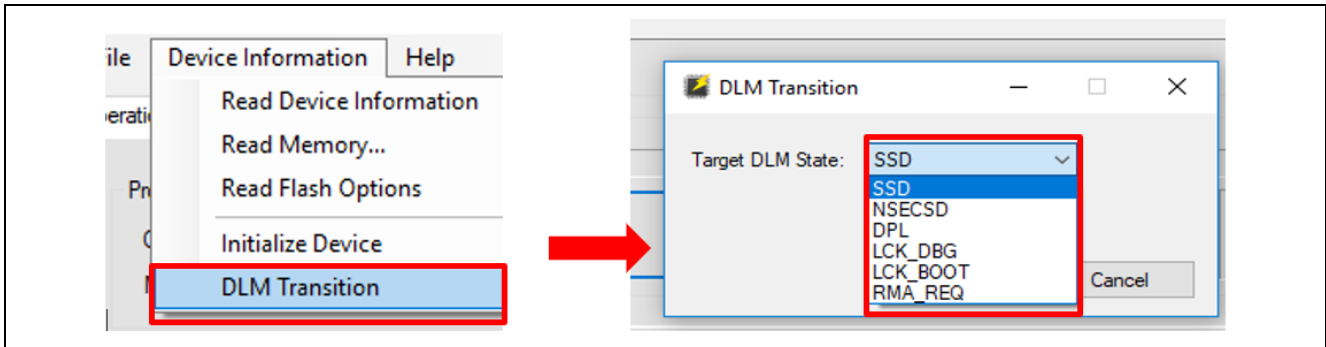 ile Device Information Help
Read Device Information
Read Memory...
Read Flash Options
Initialize Device
DLM Transition
DLM Transition
Target DLM State: SSD
SSD
NSECSD
DPL
LCK_DBG
LCK_BOOT
RMA_REQ
Cancel